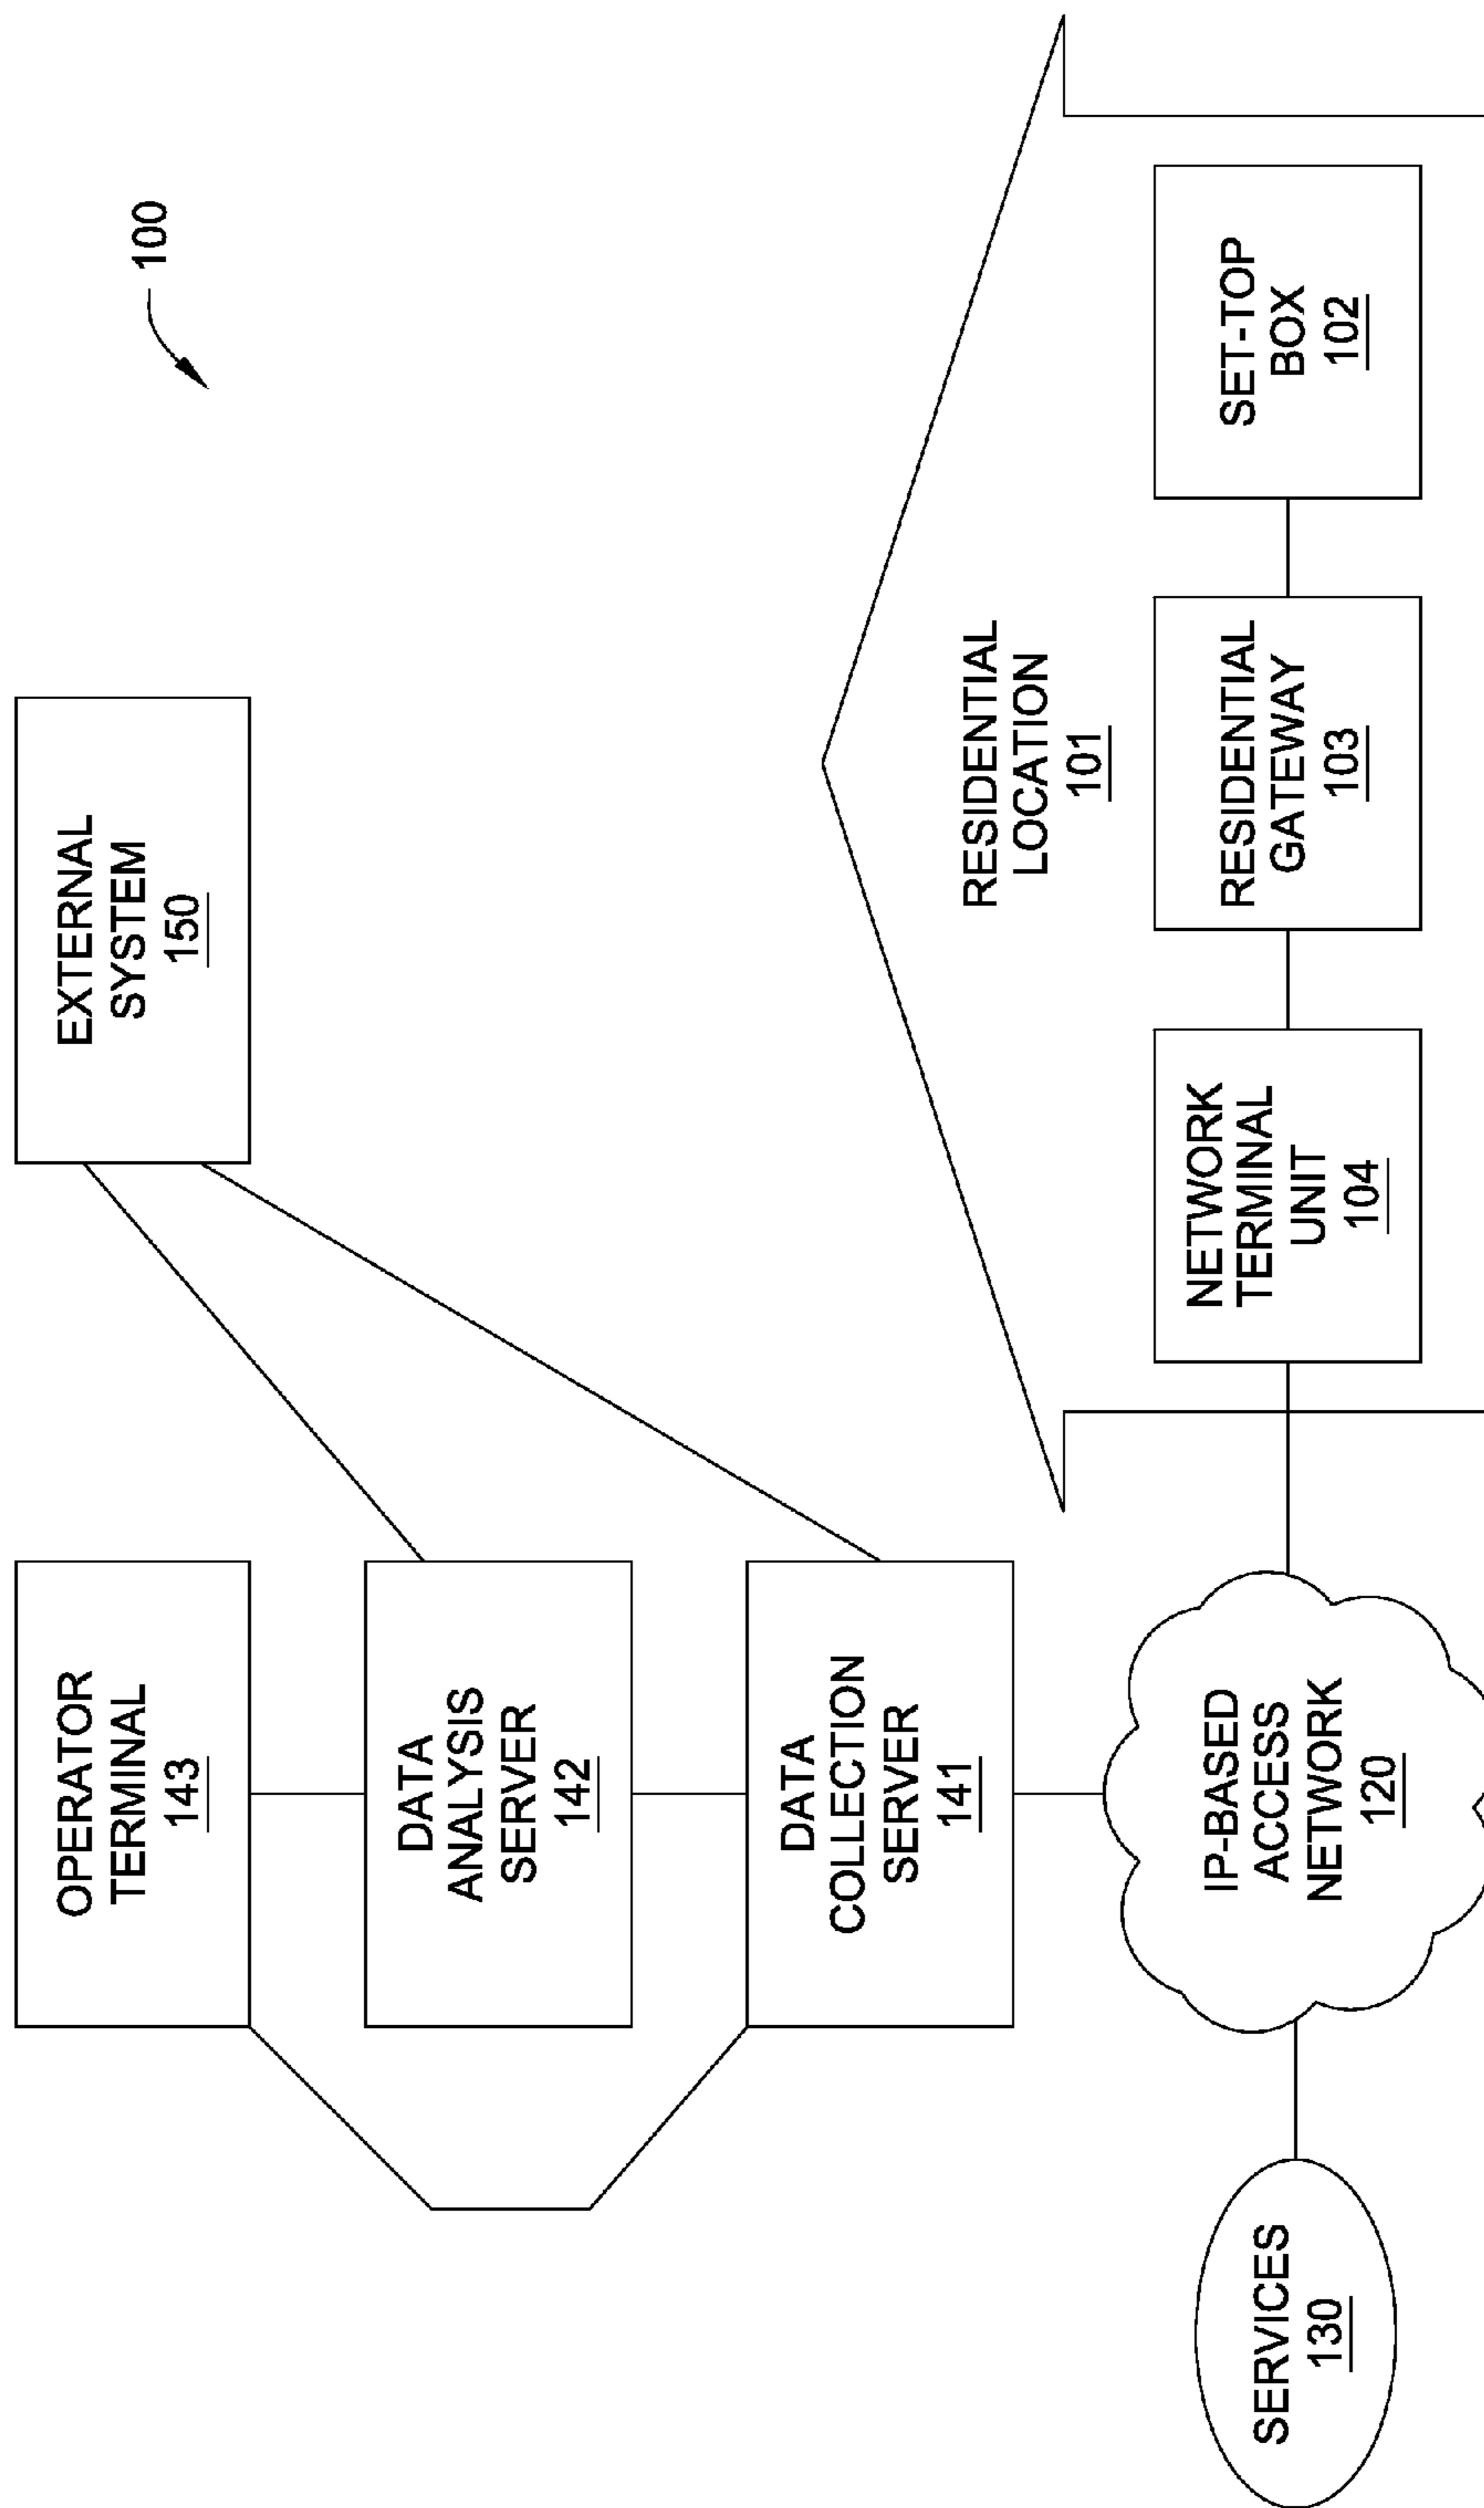 100
OPERATOR
TERMINAL
143
EXTERNAL
SYSTEM
150
DATA
ANALYSIS
SERVER
142
DATA
COLLECTION
SERVER
141
RESIDENTIAL
LOCATION
101
SERVICES
130
IP-BASED
ACCESS
NETWORK
120
NETWORK
TERMINAL
UNIT
104
RESIDENTIAL
GATEWAY
103
SET-TOP
BOX
102